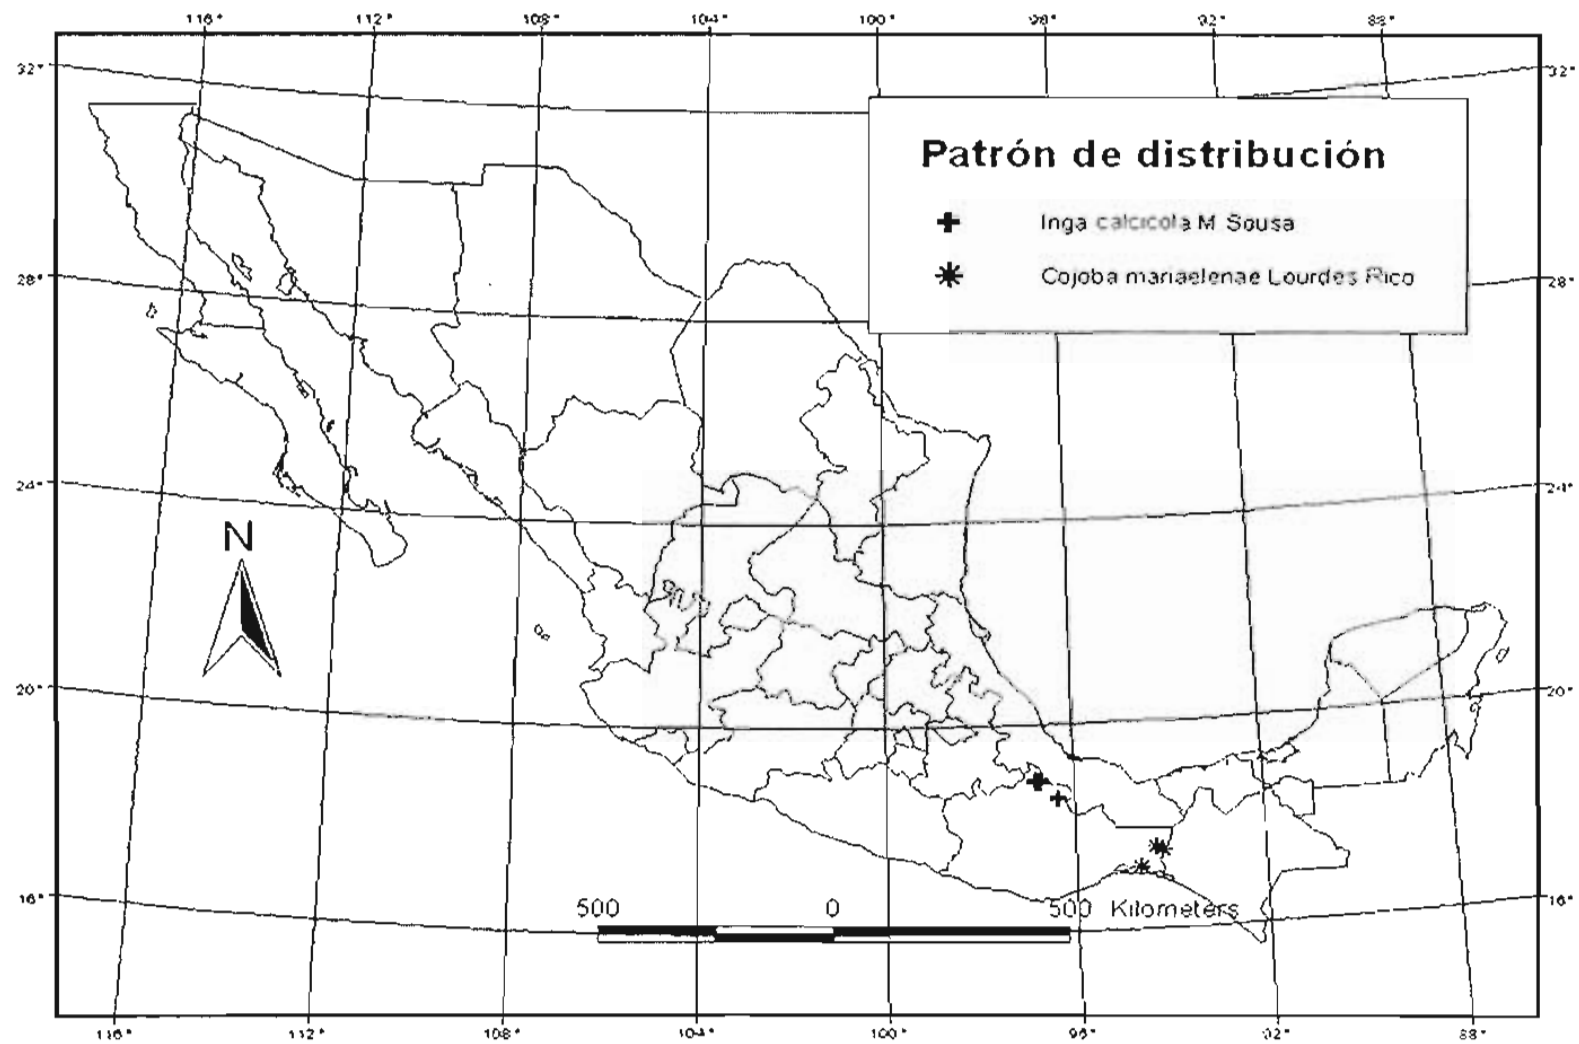 116° 112° 108° 104° 100° 96° 92° 88°
32° 32°
Patrón de distribución
Inga calcicola M Sousa
Cojoba mariaelenae Lourdes Rico
28° 28°
24° 24°
N
20° 20°
16° 16°
500 0 500 Kilometers
116° 112° 108° 104° 100° 96° 92° 88°